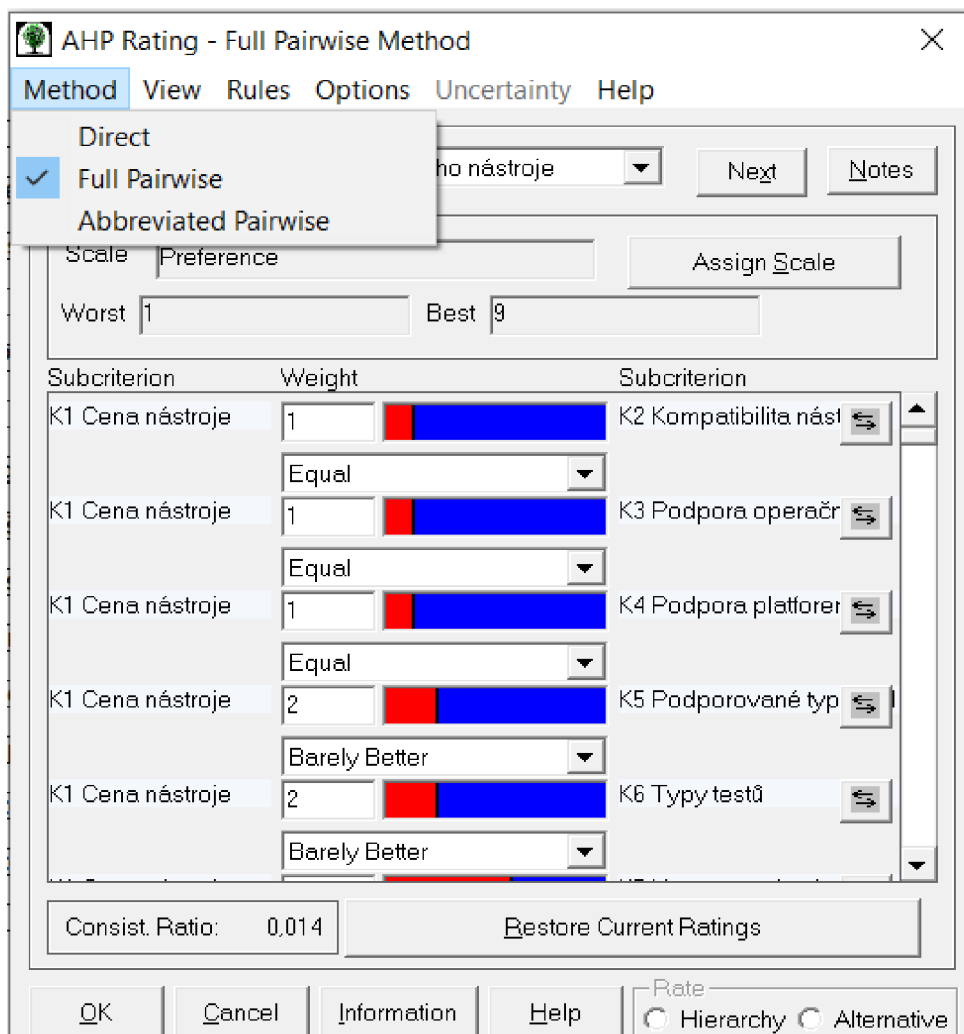 AHP Rating - Full Pairwise Method
Method View Rules Options Uncertainty Help
Direct
Full Pairwise
Abbreviated Pairwise
ho nástroje Next Notes
Scale Preference Assign Scale
Worst 1 Best 9
Subcriterion Weight Subcriterion
K1 Cena nástroje 1 K2 Kompatibilita nást
Equal
K1 Cena nástroje 1 K3 Podpora operačn
Equal
K1 Cena nástroje 1 K4 Podpora platforem
Equal
K1 Cena nástroje 2 K5 Podporované typ
Barely Better
K1 Cena nástroje 2 K6 Typy testů
Barely Better
Consist. Ratio: 0,014 Restore Current Ratings
Rate
OK Cancel Information Help Hierarchy Alternative